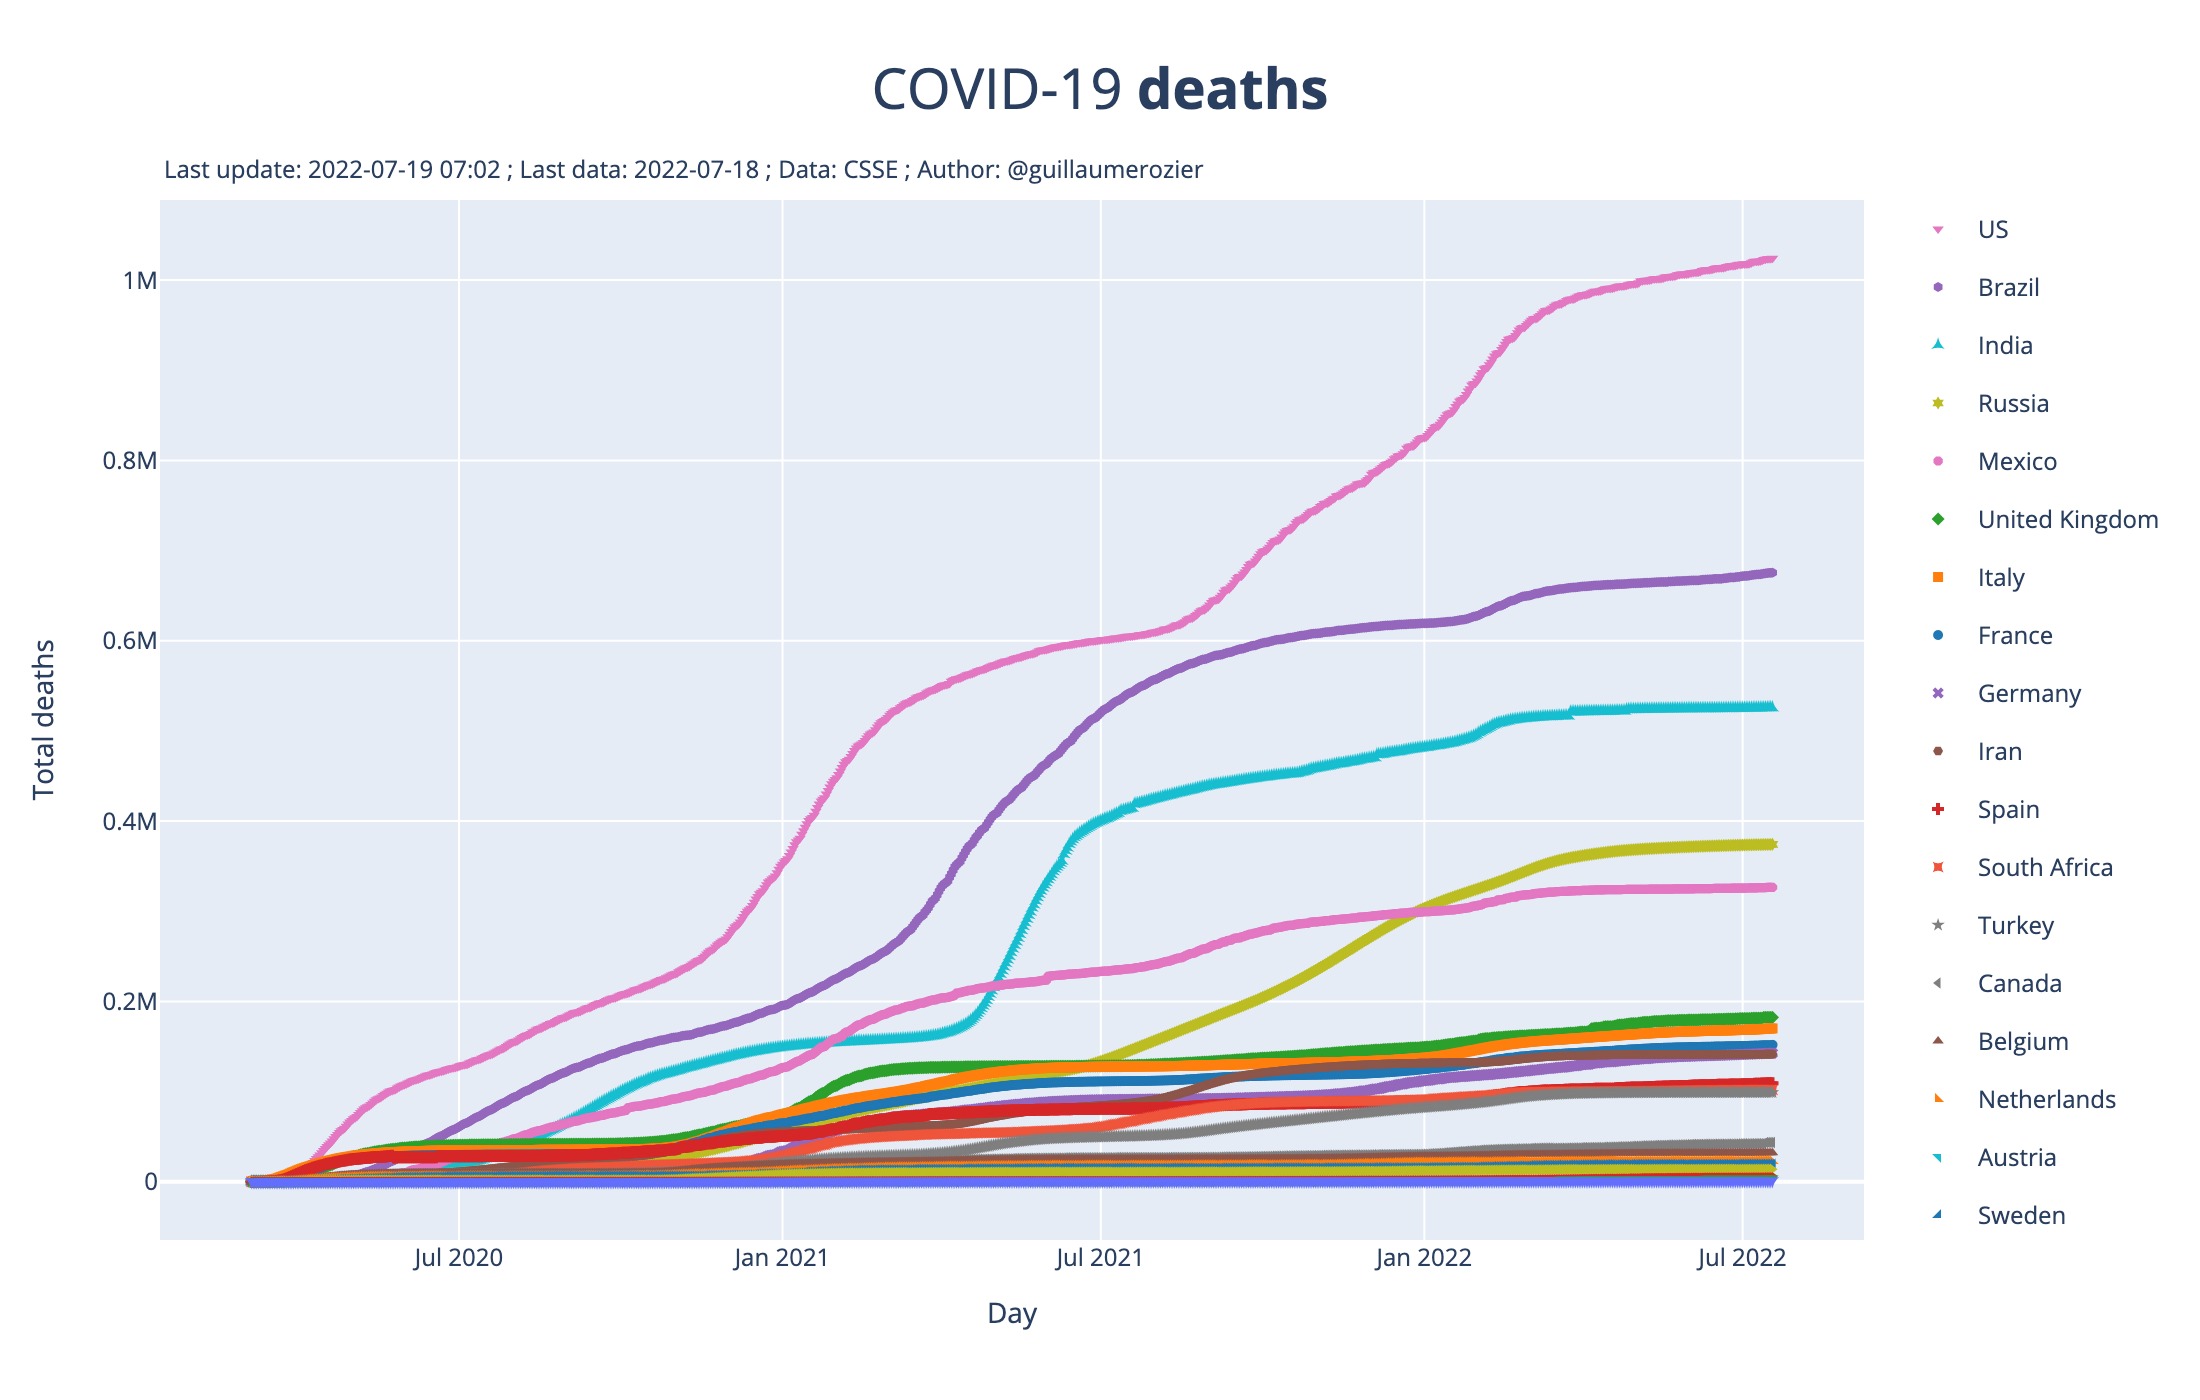 COVID-19 deaths
Last update: 2022-07-19 07:02 ; Last data: 2022-07-18 ; Data: CSSE ; Author: @guillaumerozier
Total deaths
1M
0.8M
0.6M
0.4M
0.2M
0
Jul 2020
Jan 2021
Jul 2021
Jan 2022
Jul 2022
Day
US
Brazil
India
Russia
Mexico
United Kingdom
Italy
France
Germany
Iran
Spain
South Africa
Turkey
Canada
Belgium
Netherlands
Austria
Sweden